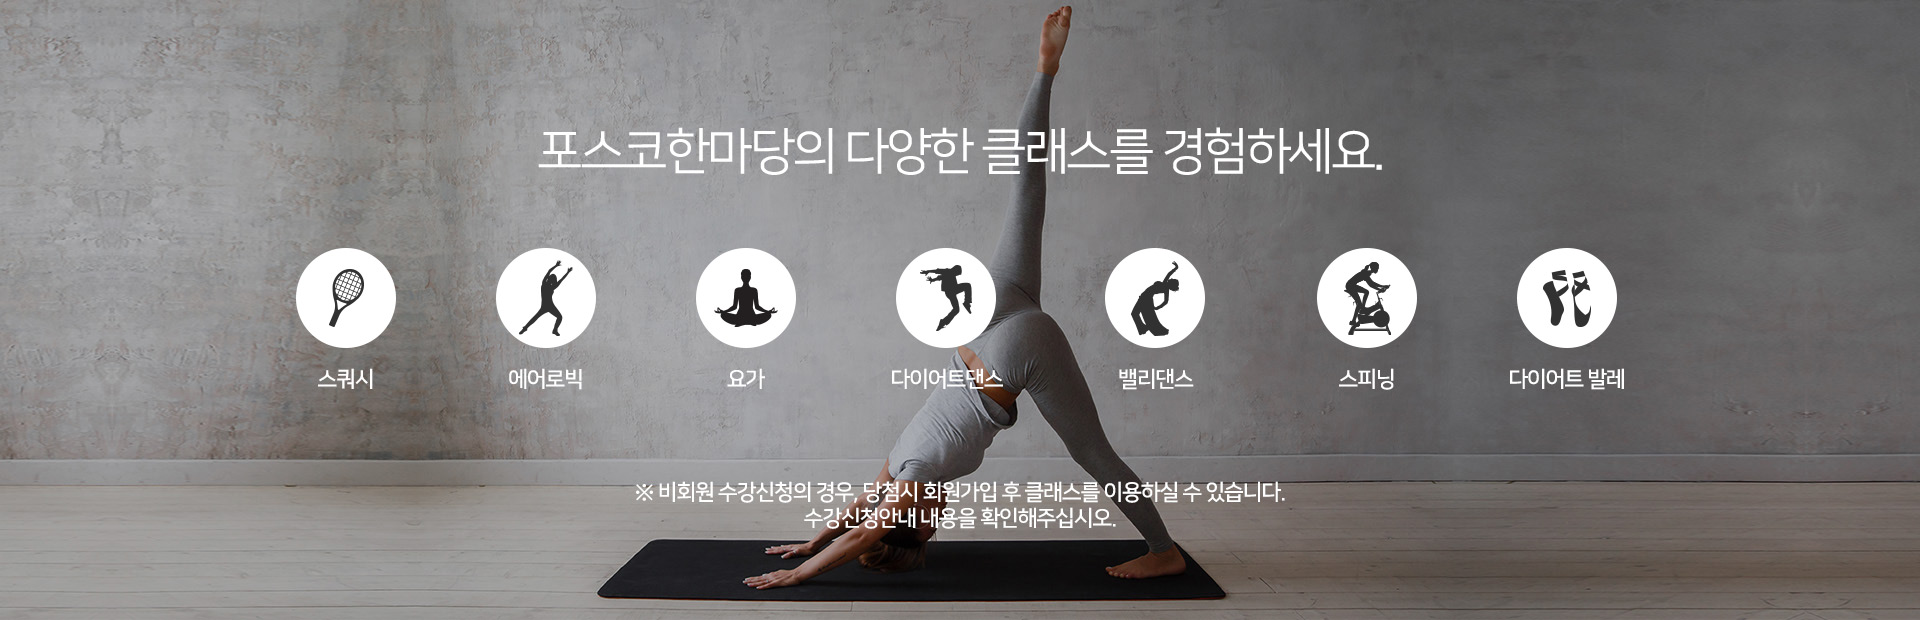 포스코한마당의 다양한 클래스를 경험하세요.
스쿼시
에어로빅
요가
다이어트댄스
밸리댄스
스피닝
다이어트 발레
※ 비회원 수강신청의 경우, 당첨시 회원가입 후 클래스를 이용하실 수 있습니다.
수강신청안내 내용을 확인해주십시오.